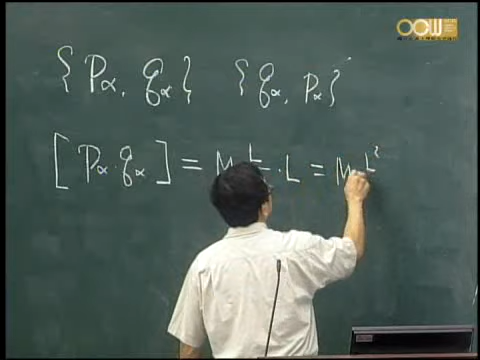 OCW
{ Pα, qα } { qα, Pα }
[ Pα · qα ] = M L · L = M L²